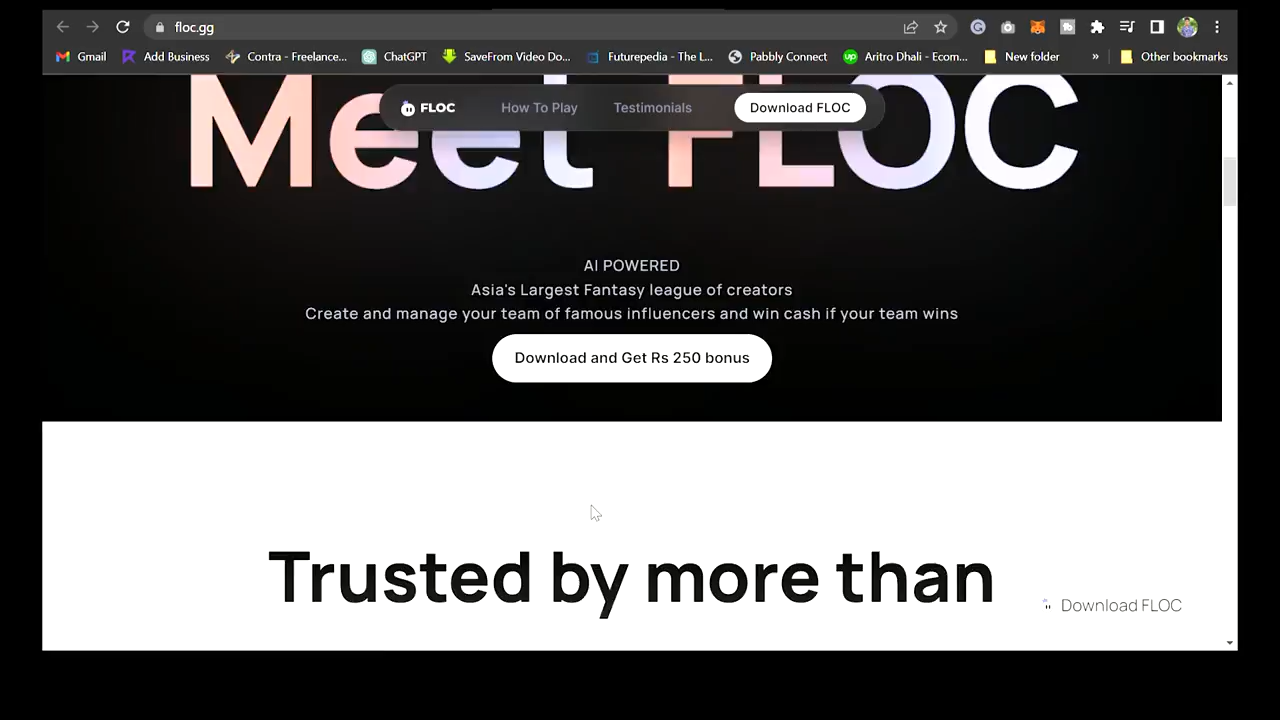 floc.gg
Gmail
Add Business
Contra - Freelance...
ChatGPT
SaveFrom Video Do...
Futurepedia - The L...
Pabbly Connect
Aritro Dhali - Ecom...
New folder
»
Other bookmarks
Meet FLOC
FLOC
How To Play
Testimonials
Download FLOC
AI POWERED
Asia's Largest Fantasy league of creators
Create and manage your team of famous influencers and win cash if your team wins
Download and Get Rs 250 bonus
Trusted by more than
Download FLOC